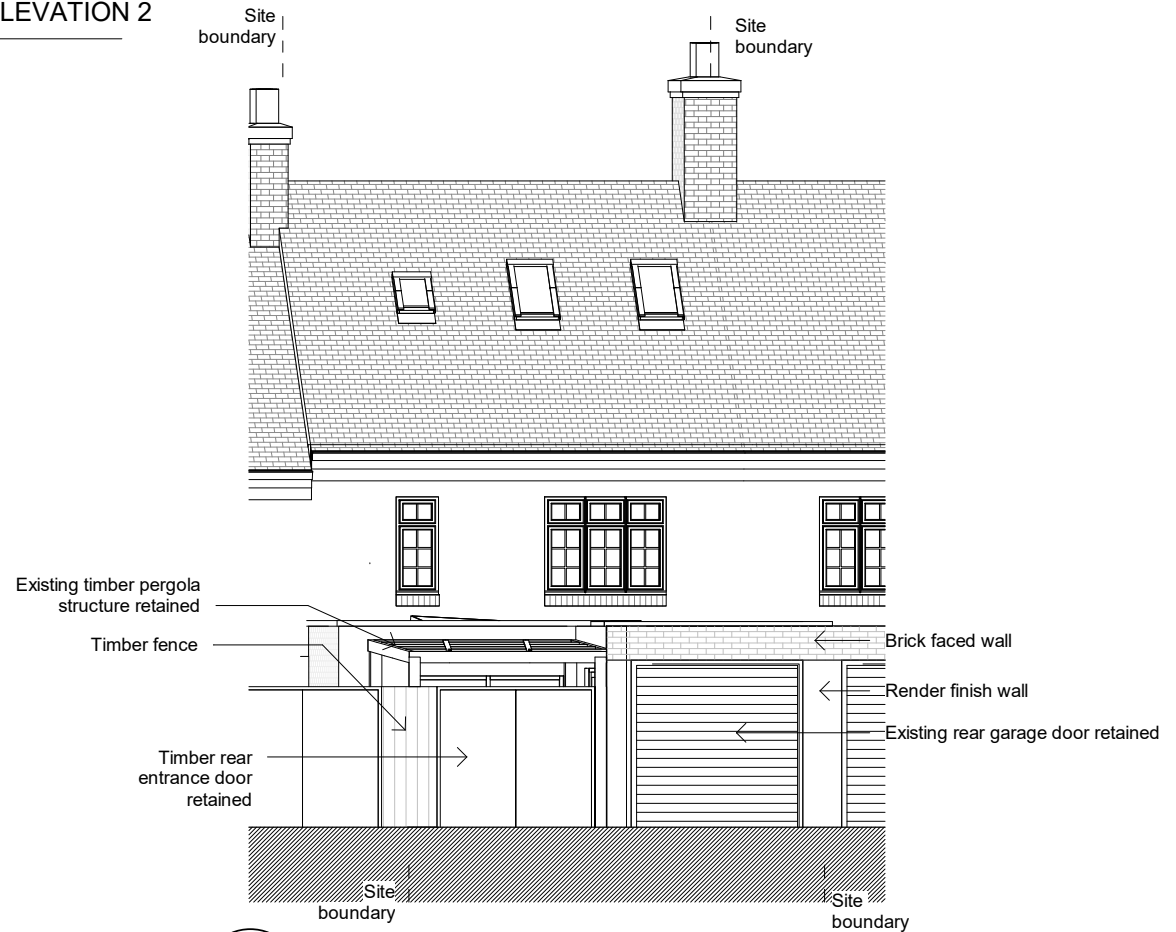 LEVATION 2
Site
boundary
Site
boundary
Existing timber pergola
structure retained
Timber fence
Brick faced wall
Render finish wall
Existing rear garage door retained
Timber rear
entrance door
retained
Site
boundary
Site
boundary